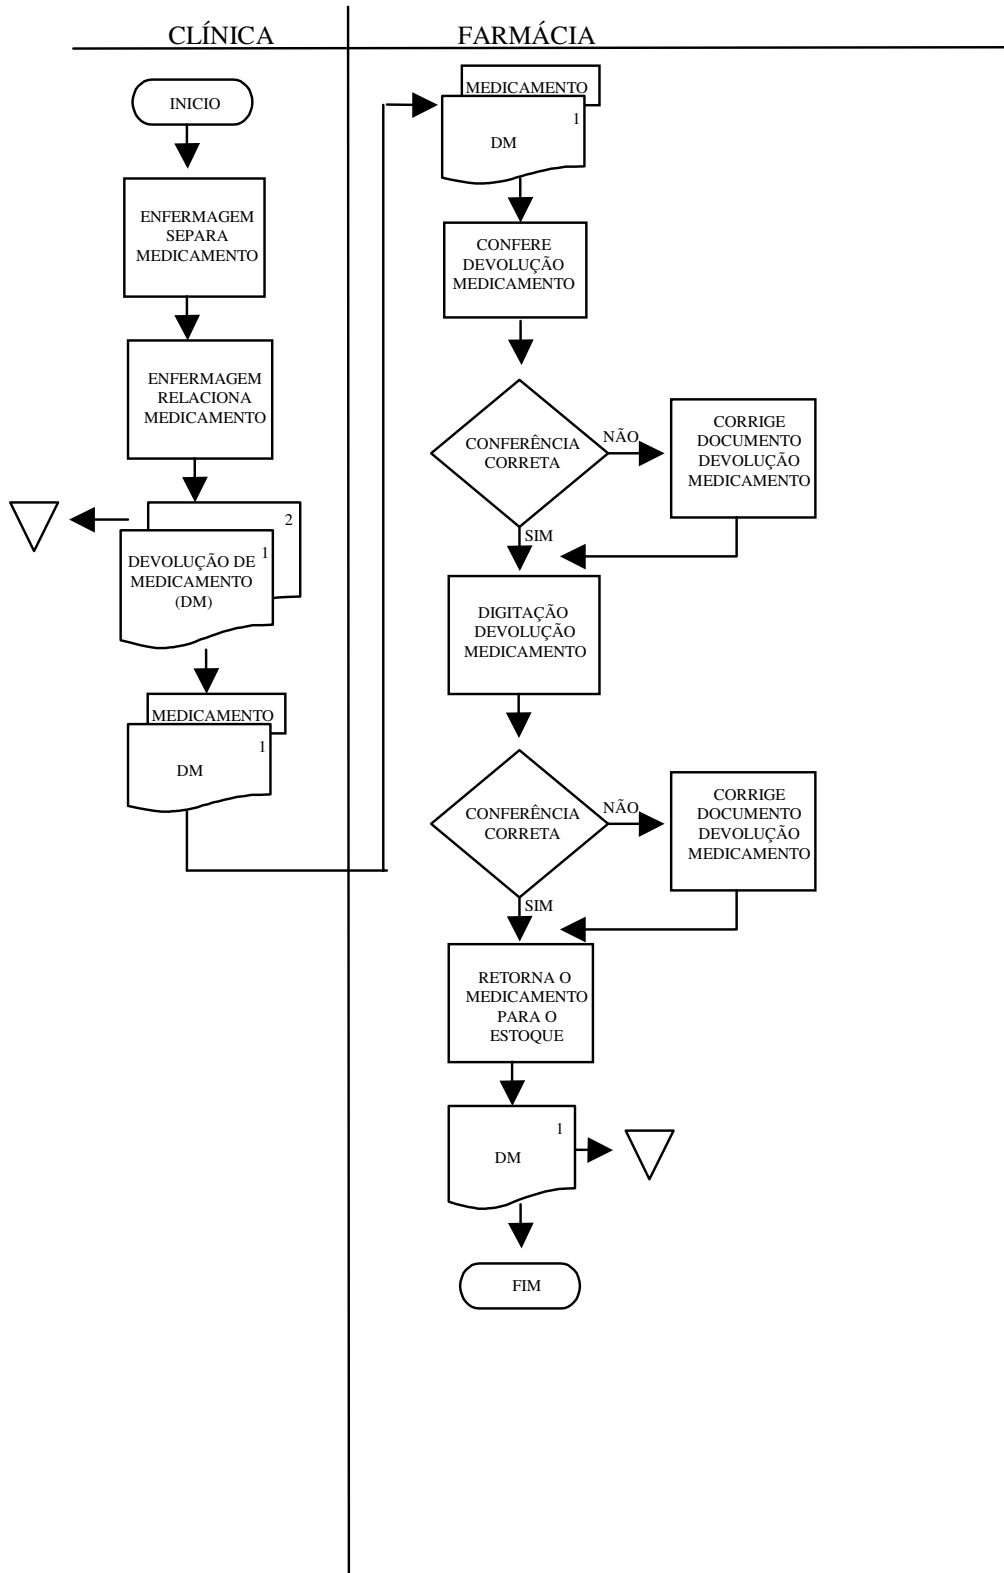 CLÍNICA
FARMÁCIA
INICIO
ENFERMAGEM
SEPARA
MEDICAMENTO
ENFERMAGEM
RELACIONA
MEDICAMENTO
2
1
DEVOLUÇÃO DE
MEDICAMENTO
(DM)
MEDICAMENTO
1
DM
MEDICAMENTO
1
DM
CONFERE
DEVOLUÇÃO
MEDICAMENTO
CONFERÊNCIA
CORRETA
NÃO
CORRIGE
DOCUMENTO
DEVOLUÇÃO
MEDICAMENTO
SIM
DIGITAÇÃO
DEVOLUÇÃO
MEDICAMENTO
CONFERÊNCIA
CORRETA
NÃO
CORRIGE
DOCUMENTO
DEVOLUÇÃO
MEDICAMENTO
SIM
RETORNA O
MEDICAMENTO
PARA O
ESTOQUE
1
DM
FIM